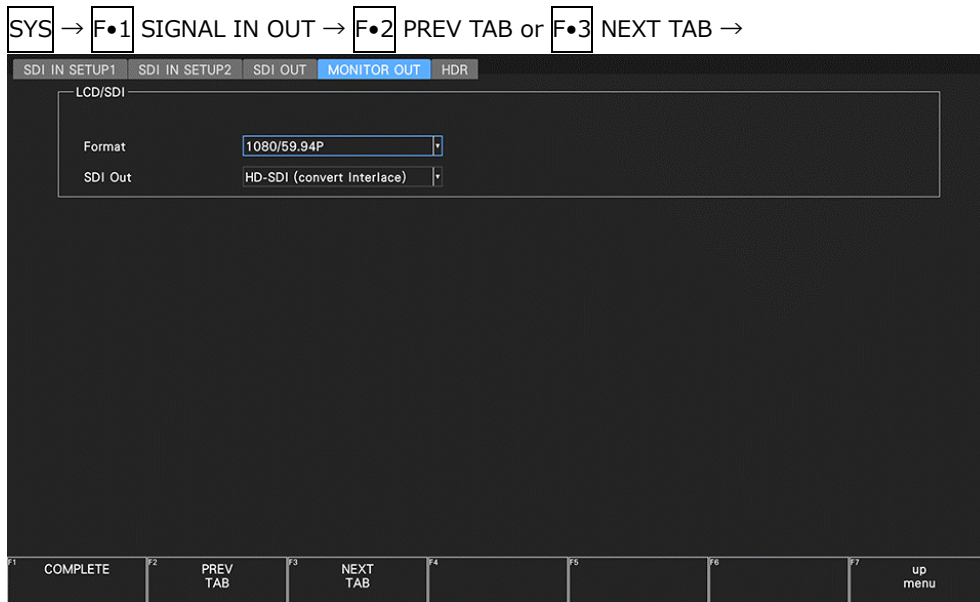 SYS → F•1 SIGNAL IN OUT → F•2 PREV TAB or F•3 NEXT TAB →
SDI IN SETUP1 SDI IN SETUP2 SDI OUT MONITOR OUT HDR
LCD/SDI
Format 1080/59.94P
SDI Out HD-SDI (convert Interlace)
F1 COMPLETE F2 PREV F3 NEXT F4 F5 F6 F7 up
TAB TAB menu